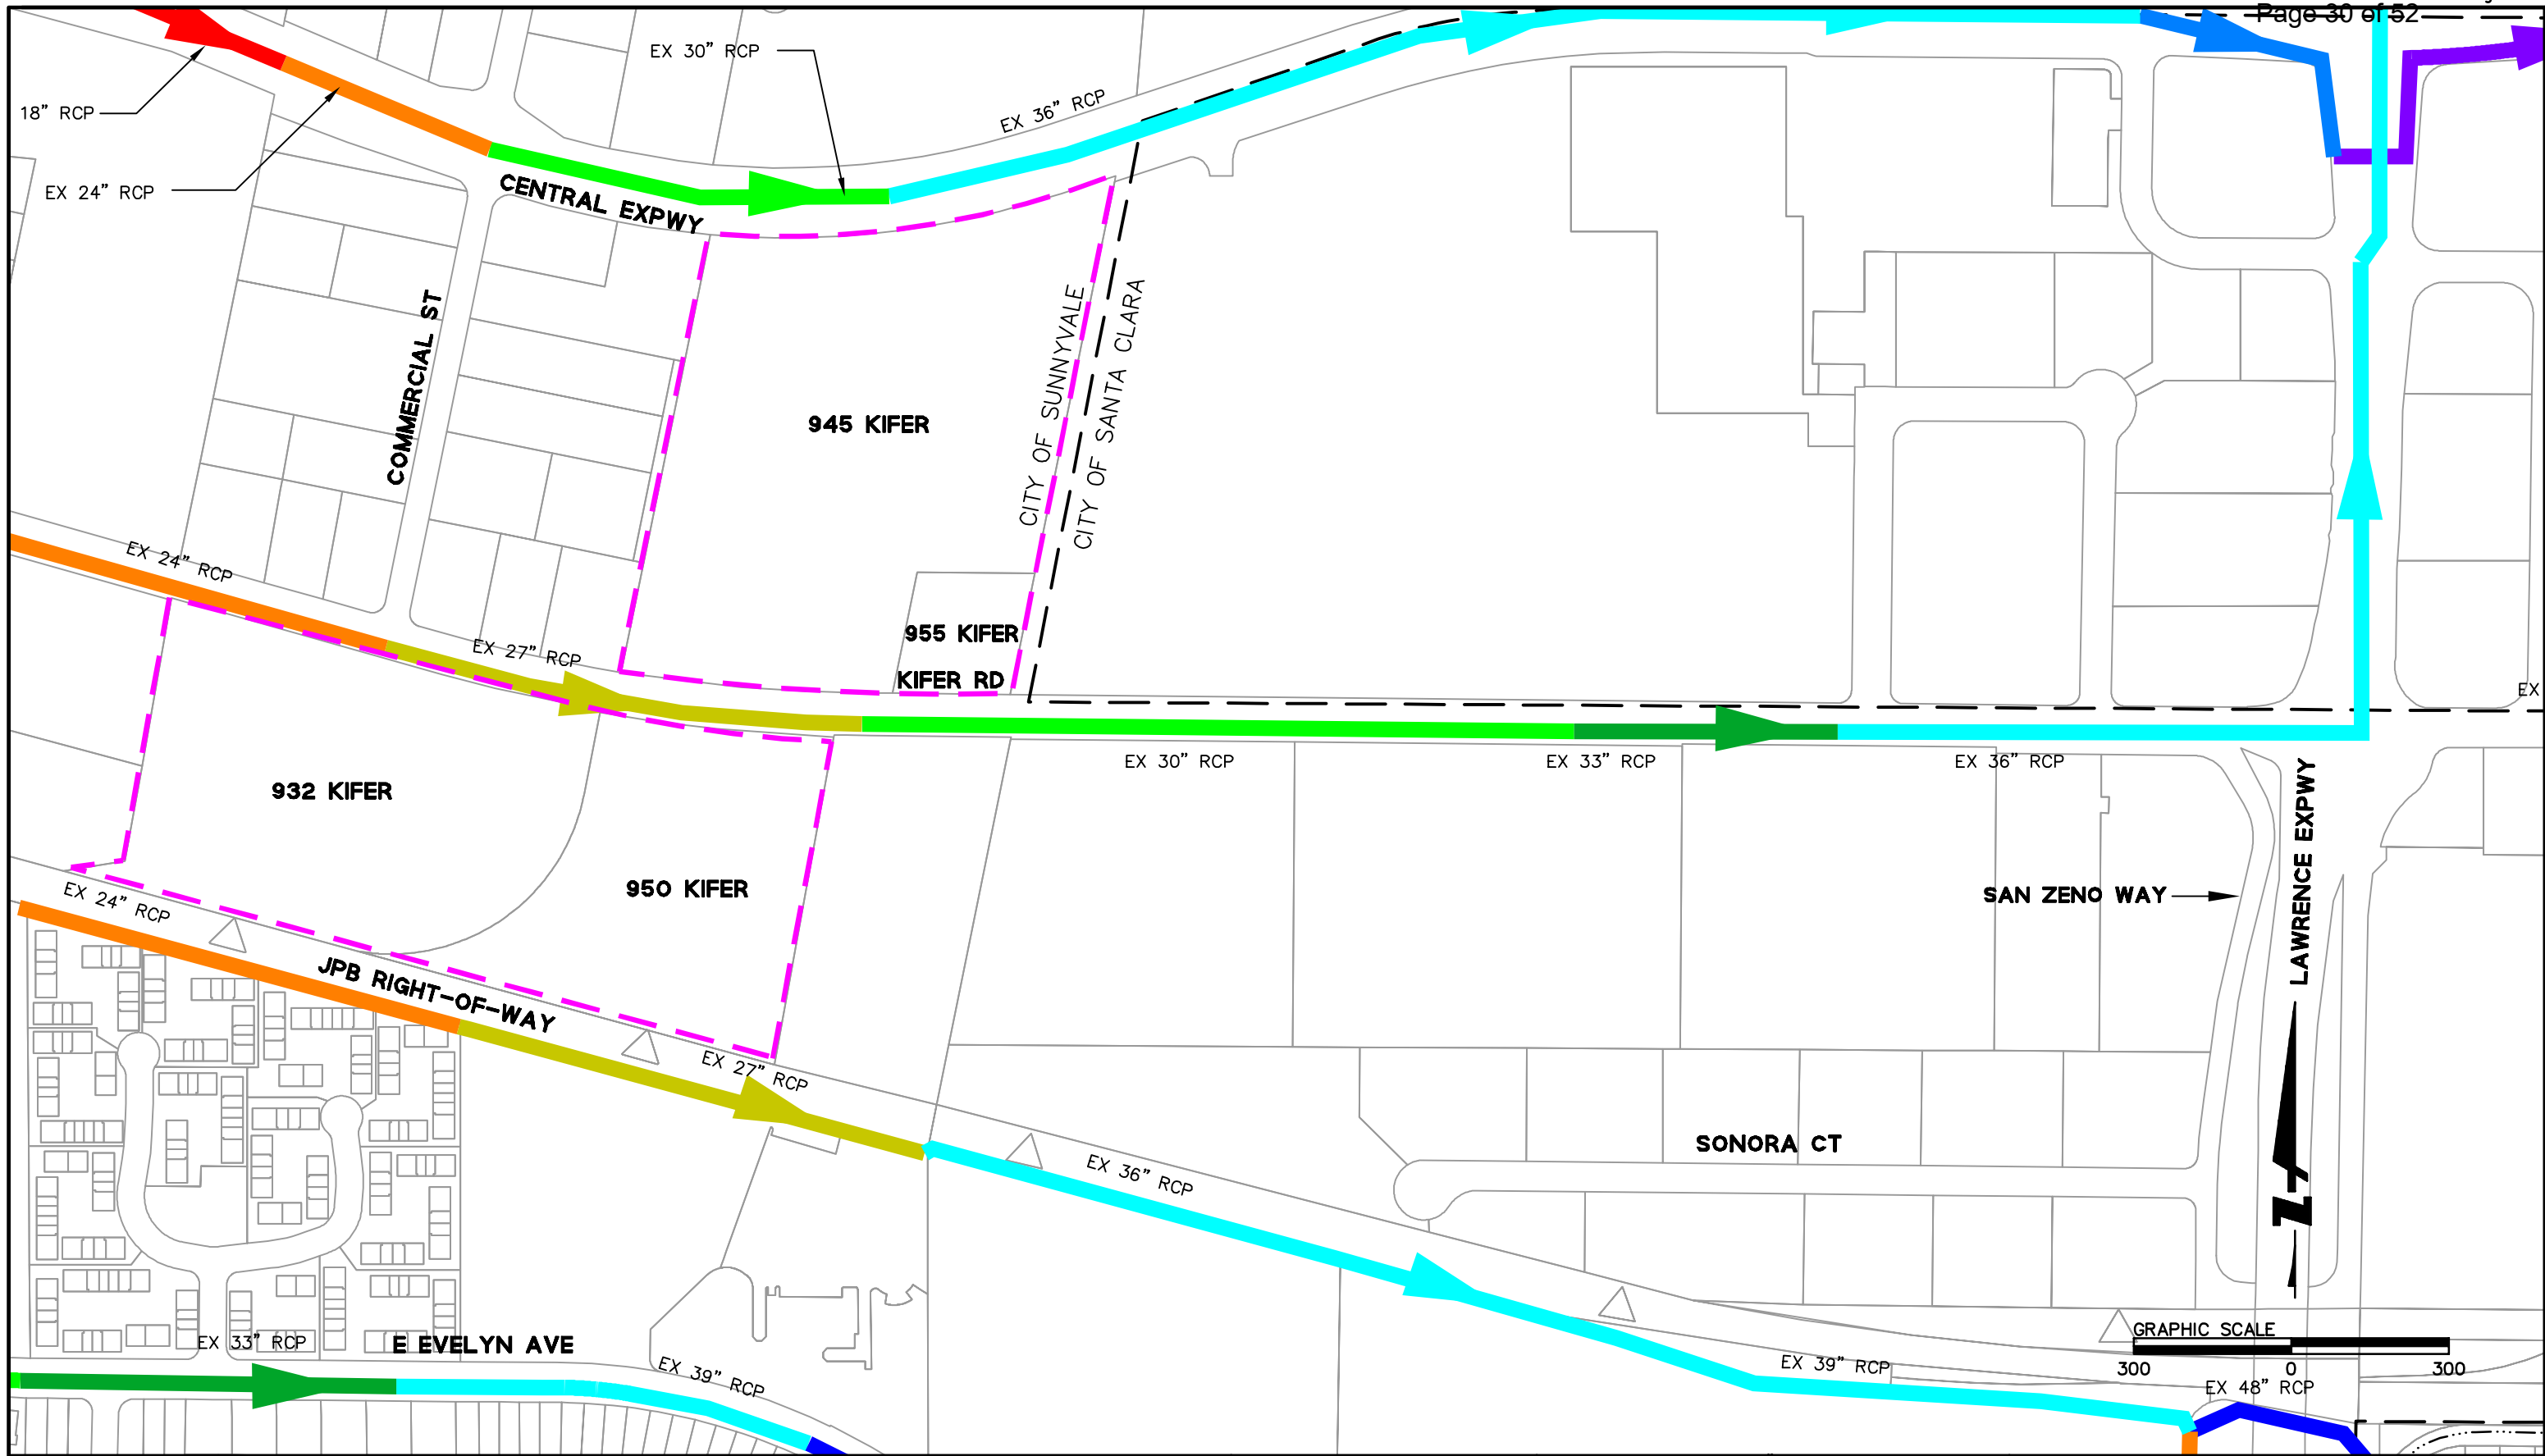 Page 30 of 52
EX 30" RCP
18" RCP
EX 36" RCP
EX 24" RCP
CENTRAL EXPWY
COMMERCIAL ST
CITY OF SUNNYVALE
CITY OF SANTA CLARA
945 KIFER
EX 24" RCP
EX 27" RCP
955 KIFER
KIFER RD
EX
EX 30" RCP
EX 33" RCP
EX 36" RCP
932 KIFER
950 KIFER
SAN ZENO WAY
LAWRENCE EXPWY
EX 24" RCP
JPB RIGHT-OF-WAY
EX 27" RCP
EX 36" RCP
SONORA CT
N
EX 33" RCP
E EVELYN AVE
EX 39" RCP
EX 39" RCP
GRAPHIC SCALE
300 0 300
EX 48" RCP